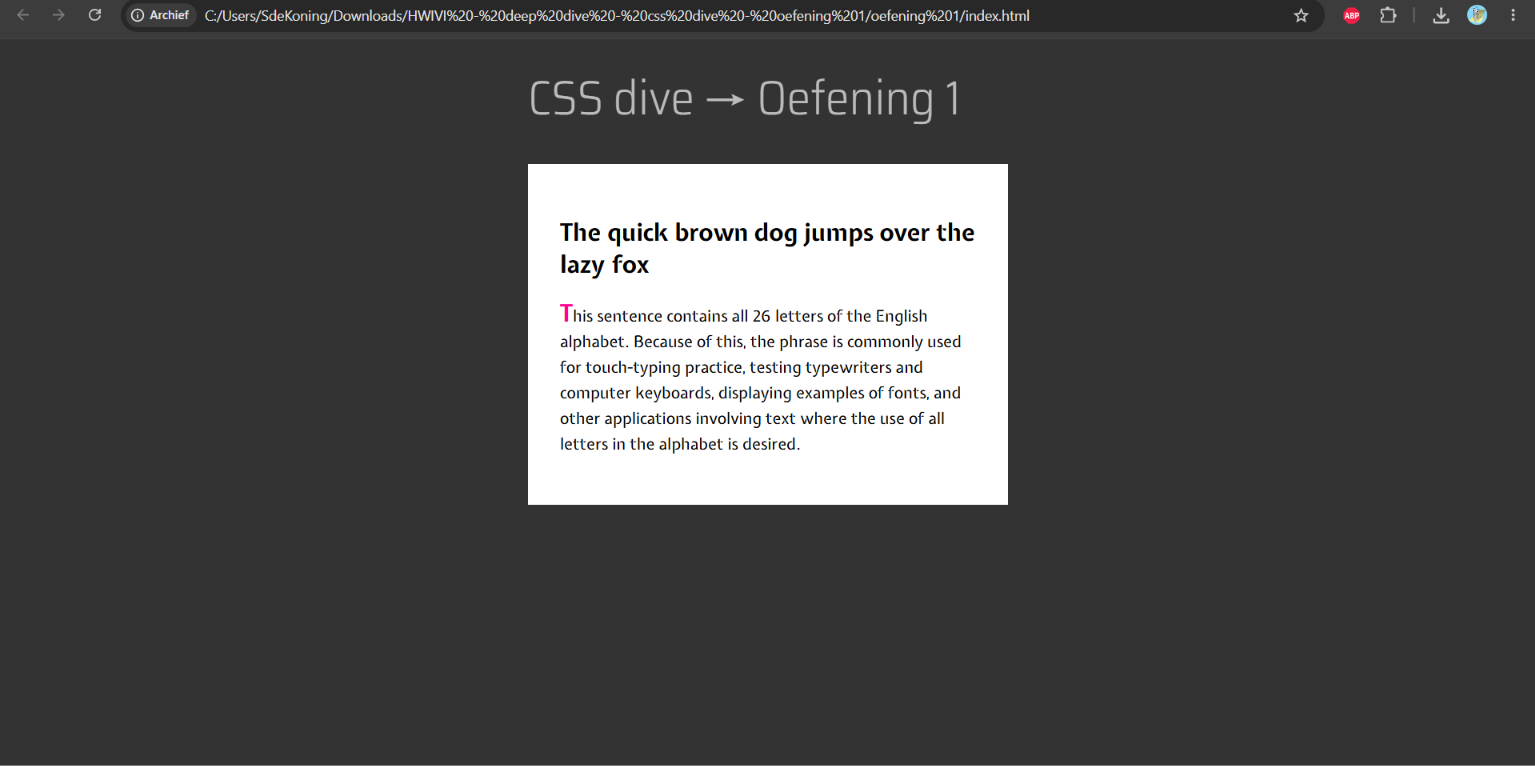 Archief
C:/Users/SdeKoning/Downloads/HWIVI%20-%20deep%20dive%20-%20css%20dive%20-%20oefening%201/oefening%201/index.html
ABP
CSS dive → Oefening 1
The quick brown dog jumps over the
lazy fox
This sentence contains all 26 letters of the English
alphabet. Because of this, the phrase is commonly used
for touch-typing practice, testing typewriters and
computer keyboards, displaying examples of fonts, and
other applications involving text where the use of all
letters in the alphabet is desired.